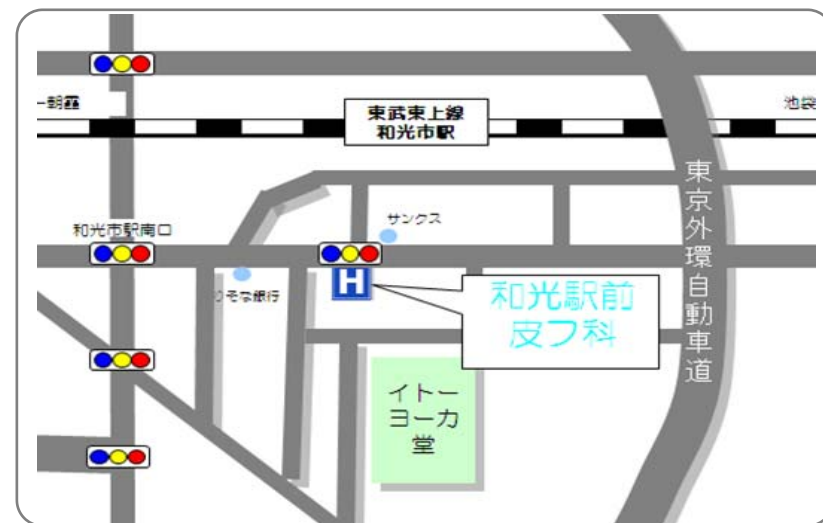 朝霞
東武東上線
和光市駅
池袋
東京外環自動車道
サンクス
和光市駅南口
そな銀行
H
和光駅前
皮フ科
イトー
ヨーカ
堂